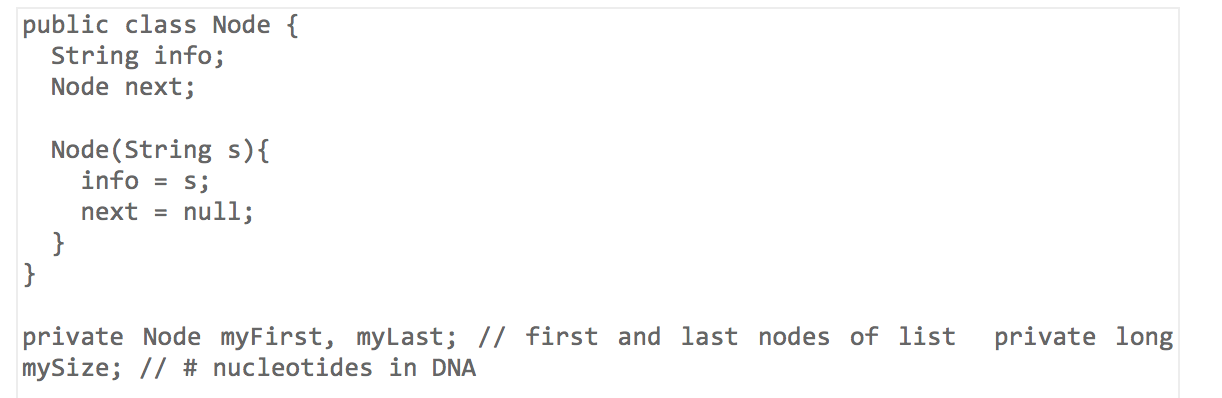 public class Node {
  String info;
  Node next;

  Node(String s){
    info = s;
    next = null;
  }
}

private Node myFirst, myLast; // first and last nodes of list  private long
mySize; // # nucleotides in DNA